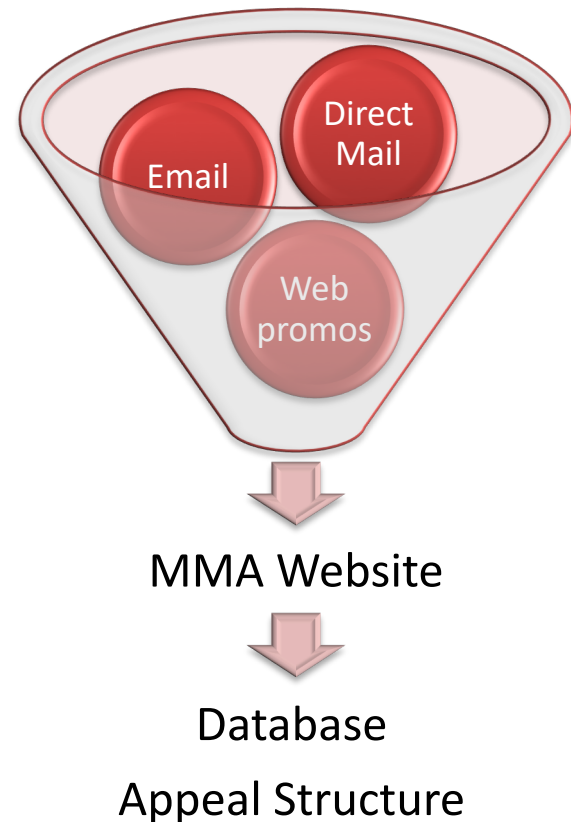 Direct
Mail
Email
Web
promos
MMA Website
Database
Appeal Structure